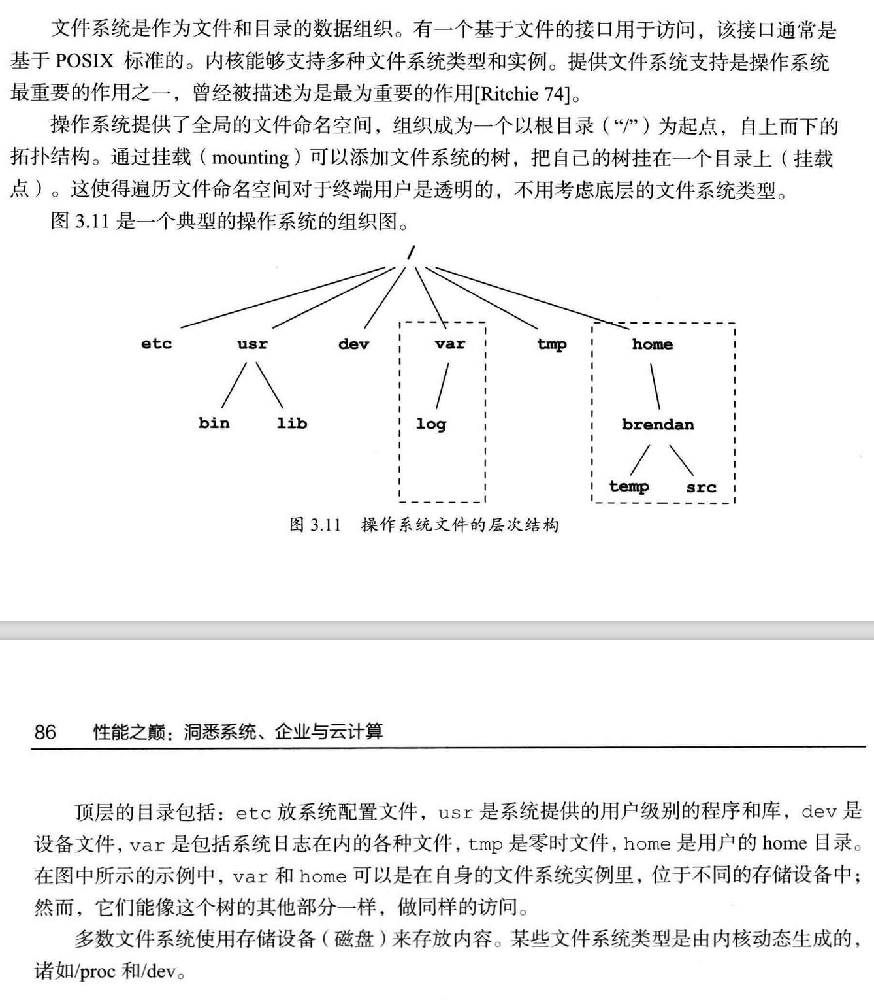 文件系统是作为文件和目录的数据组织。有一个基于文件的接口用于访问，该接口通常是
基于 POSIX 标准的。内核能够支持多种文件系统类型和实例。提供文件系统支持是操作系统
最重要的作用之一，曾经被描述为是最为重要的作用[Ritchie 74]。
操作系统提供了全局的文件命名空间，组织成为一个以根目录（“/”）为起点，自上而下的
拓扑结构。通过挂载（mounting）可以添加文件系统的树，把自己的树挂在一个目录上（挂载
点）。这使得遍历文件命名空间对于终端用户是透明的，不用考虑底层的文件系统类型。
图 3.11 是一个典型的操作系统的组织图。
/
etc usr dev var tmp home
bin lib log brendan
temp src
图 3.11 操作系统文件的层次结构
86 性能之巅：洞悉系统、企业与云计算
顶层的目录包括：etc 放系统配置文件，usr 是系统提供的用户级别的程序和库，dev 是
设备文件，var 是包括系统日志在内的各种文件，tmp 是零时文件，home 是用户的 home 目录。
在图中所示的示例中，var 和 home 可以是在自身的文件系统实例里，位于不同的存储设备中；
然而，它们能像这个树的其他部分一样，做同样的访问。
多数文件系统使用存储设备（磁盘）来存放内容。某些文件系统类型是由内核动态生成的，
诸如/proc 和/dev。